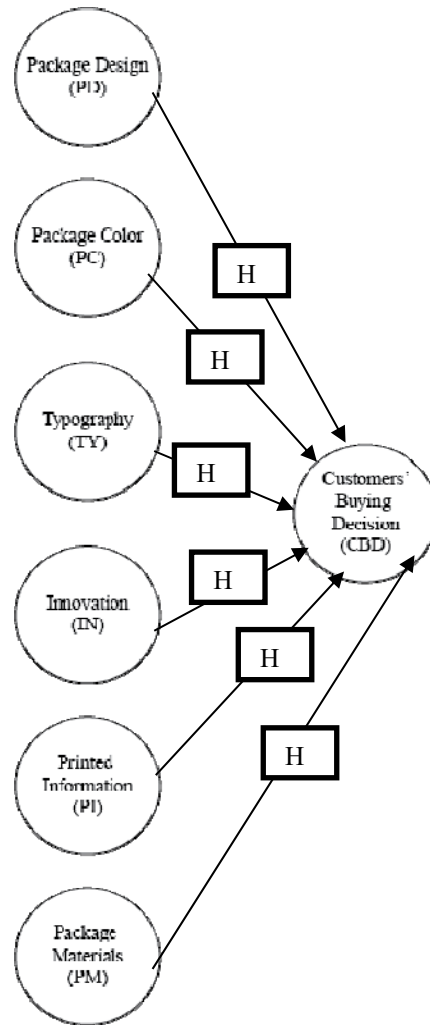 Package Design
(PD)
H
Package Color
(PC)
H
Typography
(TY)
H
Customers'
Buying
Decision
(CBD)
Innovation
(IN)
H
Printed
Information
(PI)
H
Package
Materials
(PM)
H